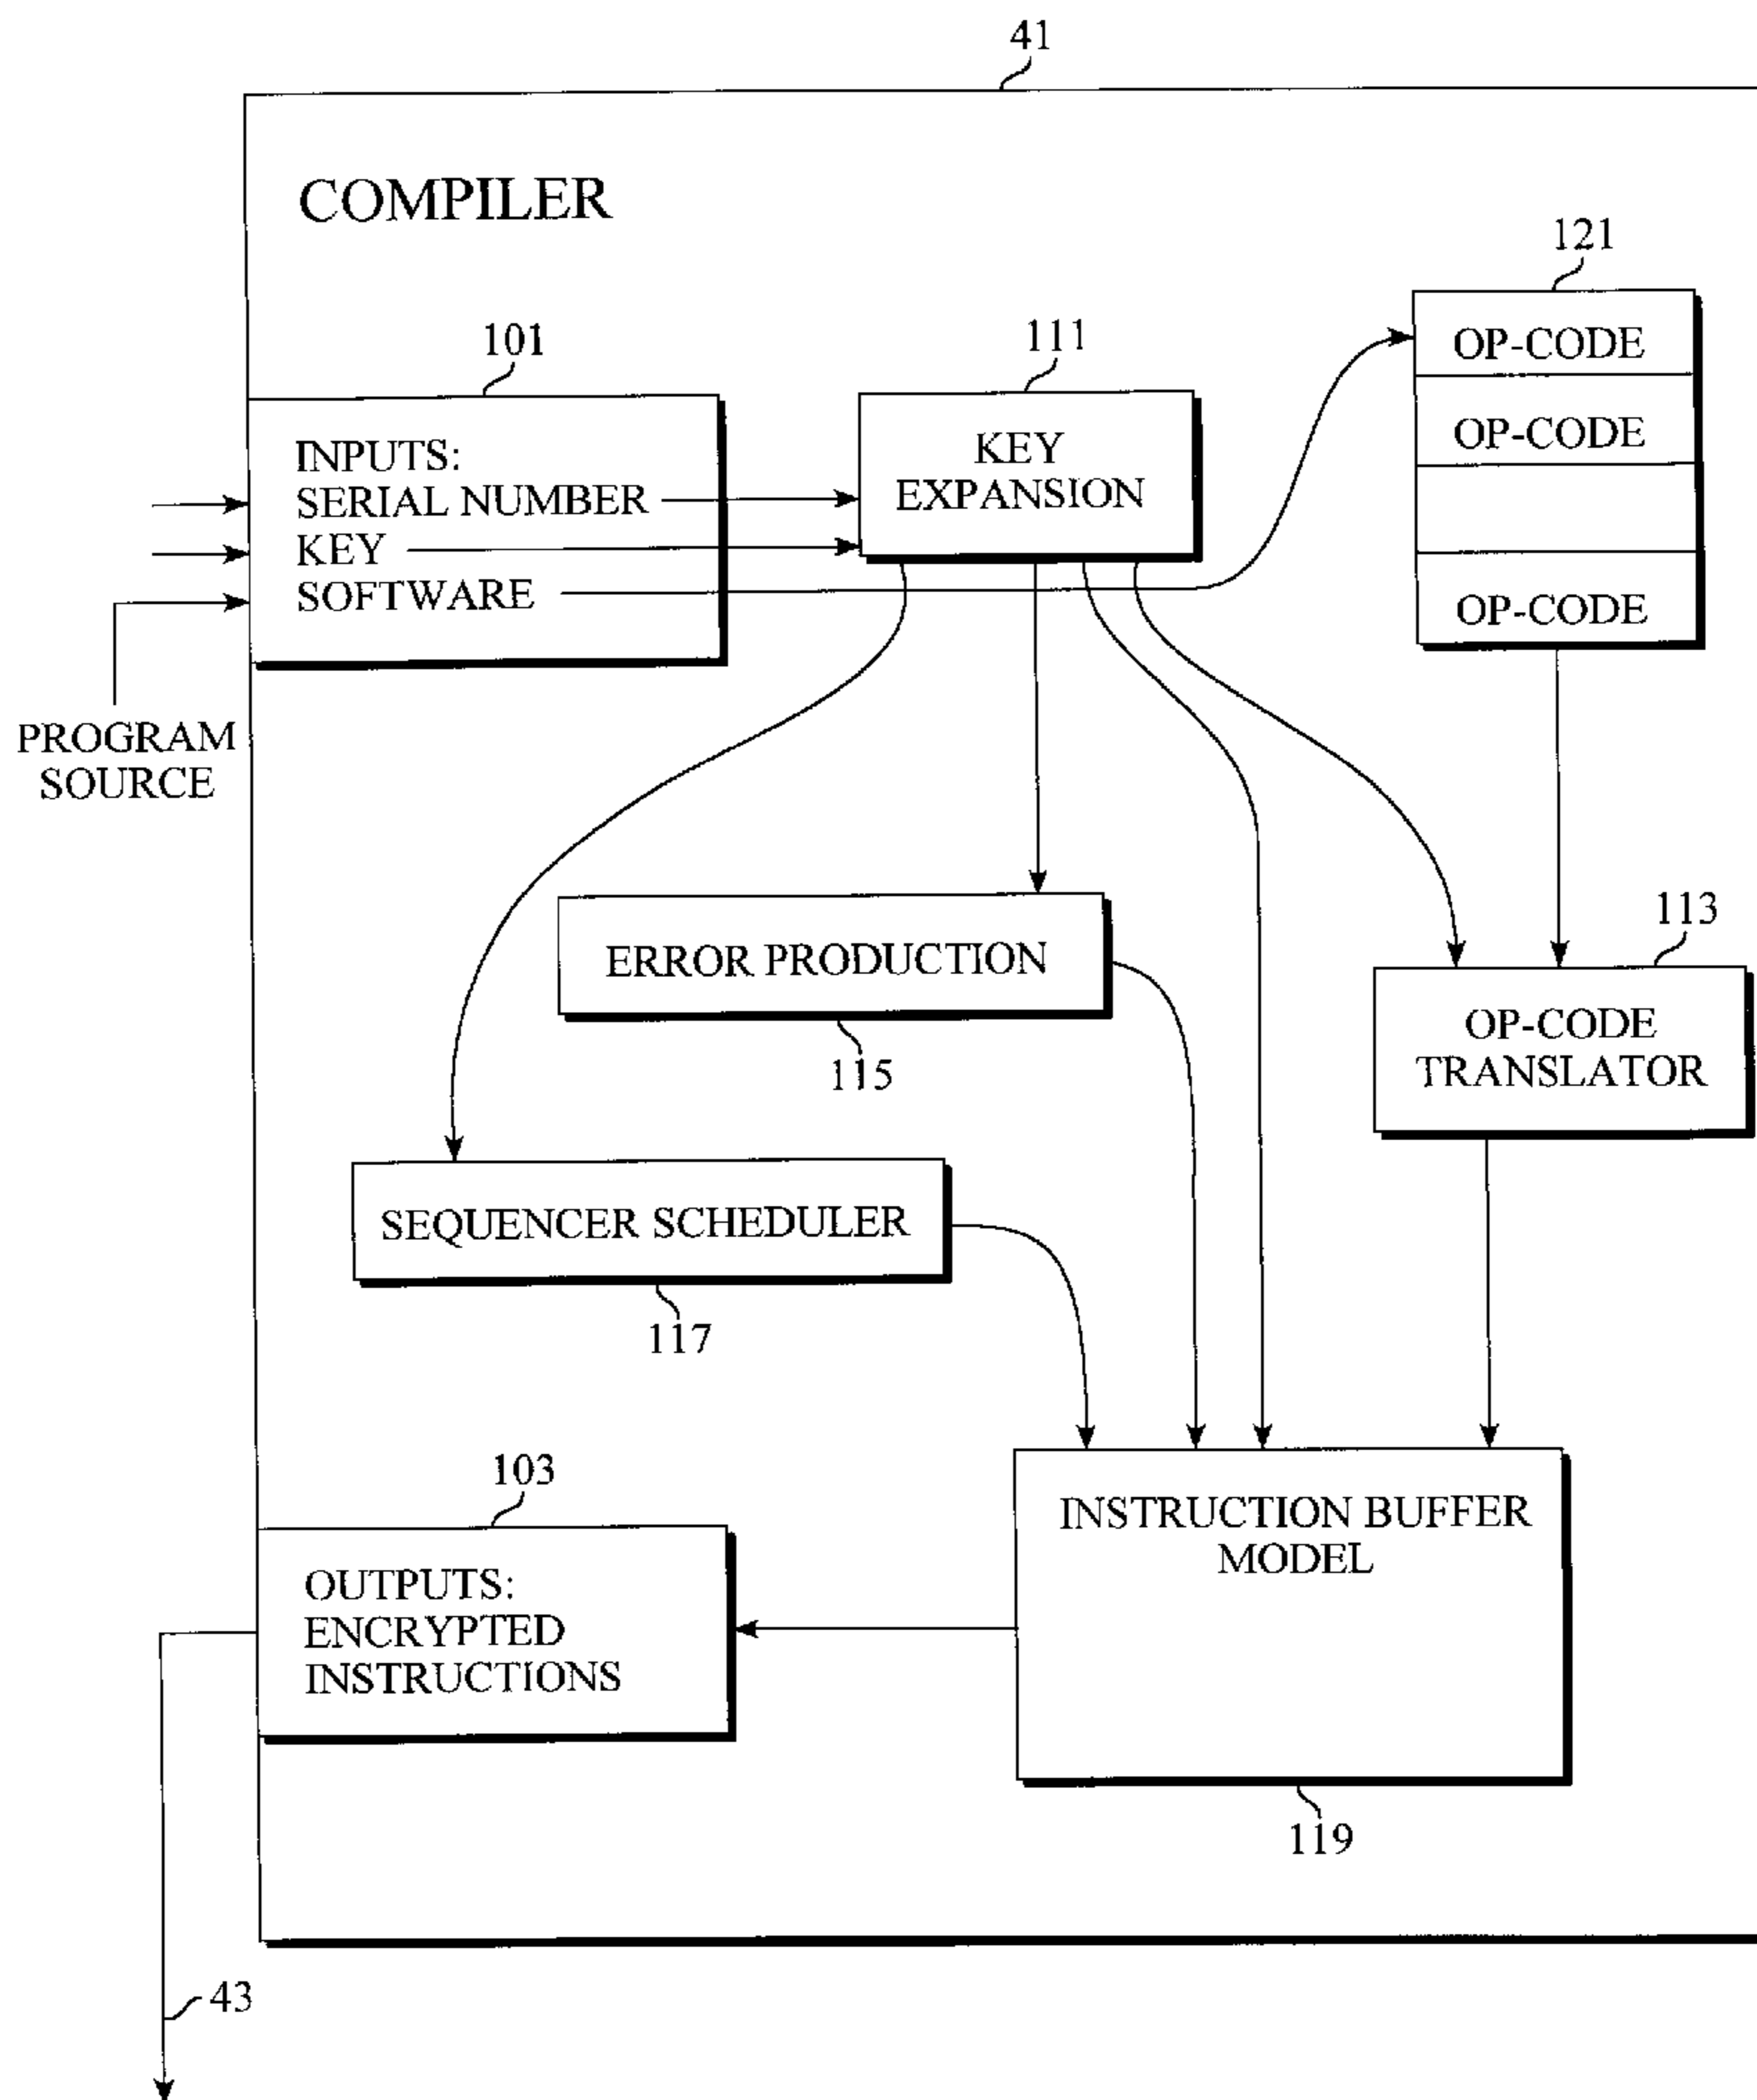 41
COMPILER
121
OP-CODE
OP-CODE
OP-CODE
101
INPUTS:
SERIAL NUMBER
KEY
SOFTWARE
111
KEY
EXPANSION
PROGRAM
SOURCE
ERROR PRODUCTION
115
113
OP-CODE
TRANSLATOR
SEQUENCER SCHEDULER
117
103
OUTPUTS:
ENCRYPTED
INSTRUCTIONS
INSTRUCTION BUFFER
MODEL
119
43